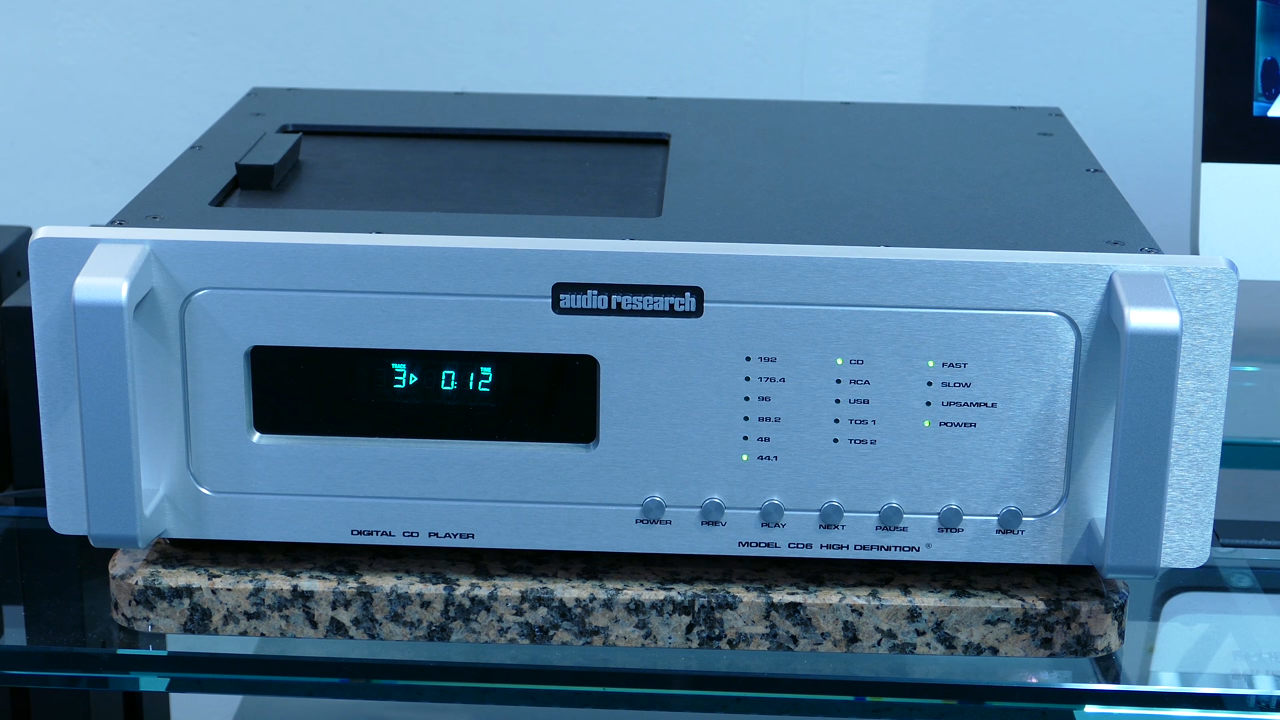 audio research
TRACK TIME
3 0:12
192
176.4
96
88.2
48
44.1
CD
RCA
USB
TOS 1
TOS 2
FAST
SLOW
UPSAMPLE
POWER
POWER PREV PLAY NEXT PAUSE STOP INPUT
DIGITAL CD PLAYER
MODEL CD6 HIGH DEFINITION ®